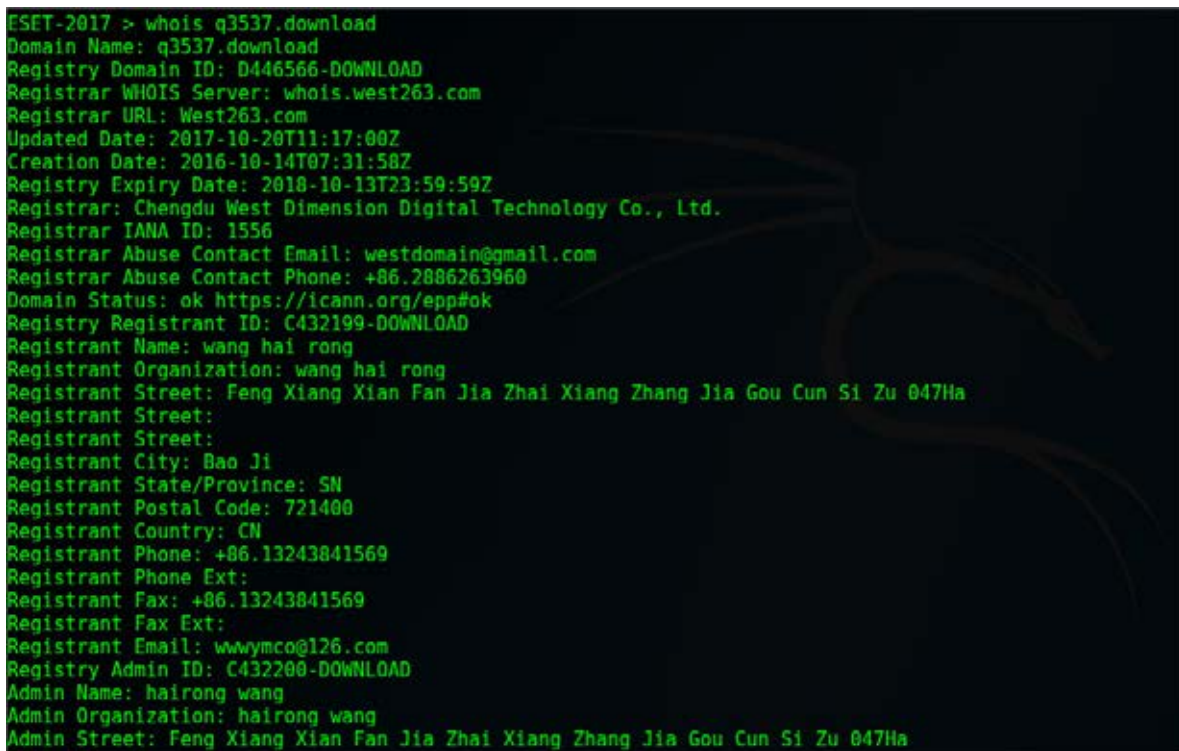 ESET-2017 > whois q3537.download
Domain Name: q3537.download
Registry Domain ID: D446566-DOWNLOAD
Registrar WHOIS Server: whois.west263.com
Registrar URL: West263.com
Updated Date: 2017-10-20T11:17:00Z
Creation Date: 2016-10-14T07:31:58Z
Registry Expiry Date: 2018-10-13T23:59:59Z
Registrar: Chengdu West Dimension Digital Technology Co., Ltd.
Registrar IANA ID: 1556
Registrar Abuse Contact Email: westdomain@gmail.com
Registrar Abuse Contact Phone: +86.2886263960
Domain Status: ok https://icann.org/epp#ok
Registry Registrant ID: C432199-DOWNLOAD
Registrant Name: wang hai rong
Registrant Organization: wang hai rong
Registrant Street: Feng Xiang Xian Fan Jia Zhai Xiang Zhang Jia Gou Cun Si Zu 047Ha
Registrant Street:
Registrant Street:
Registrant City: Bao Ji
Registrant State/Province: SN
Registrant Postal Code: 721400
Registrant Country: CN
Registrant Phone: +86.13243841569
Registrant Phone Ext:
Registrant Fax: +86.13243841569
Registrant Fax Ext:
Registrant Email: wwwymco@126.com
Registry Admin ID: C432200-DOWNLOAD
Admin Name: hairong wang
Admin Organization: hairong wang
Admin Street: Feng Xiang Xian Fan Jia Zhai Xiang Zhang Jia Gou Cun Si Zu 047Ha